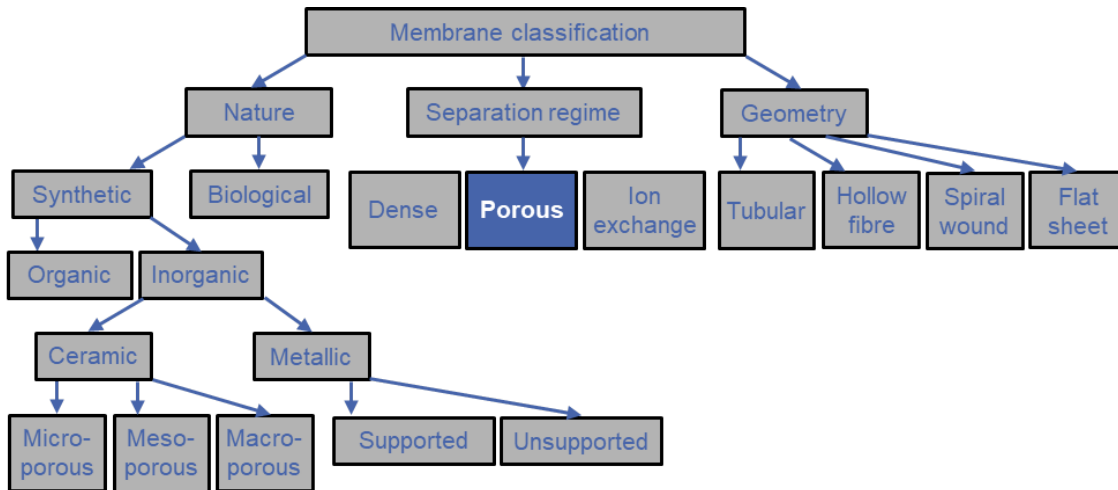 Membrane classification
Nature
Separation regime
Geometry
Synthetic
Biological
Dense
Porous
Ion
exchange
Tubular
Hollow
fibre
Spiral
wound
Flat
sheet
Organic
Inorganic
Ceramic
Metallic
Micro-
porous
Meso-
porous
Macro-
porous
Supported
Unsupported